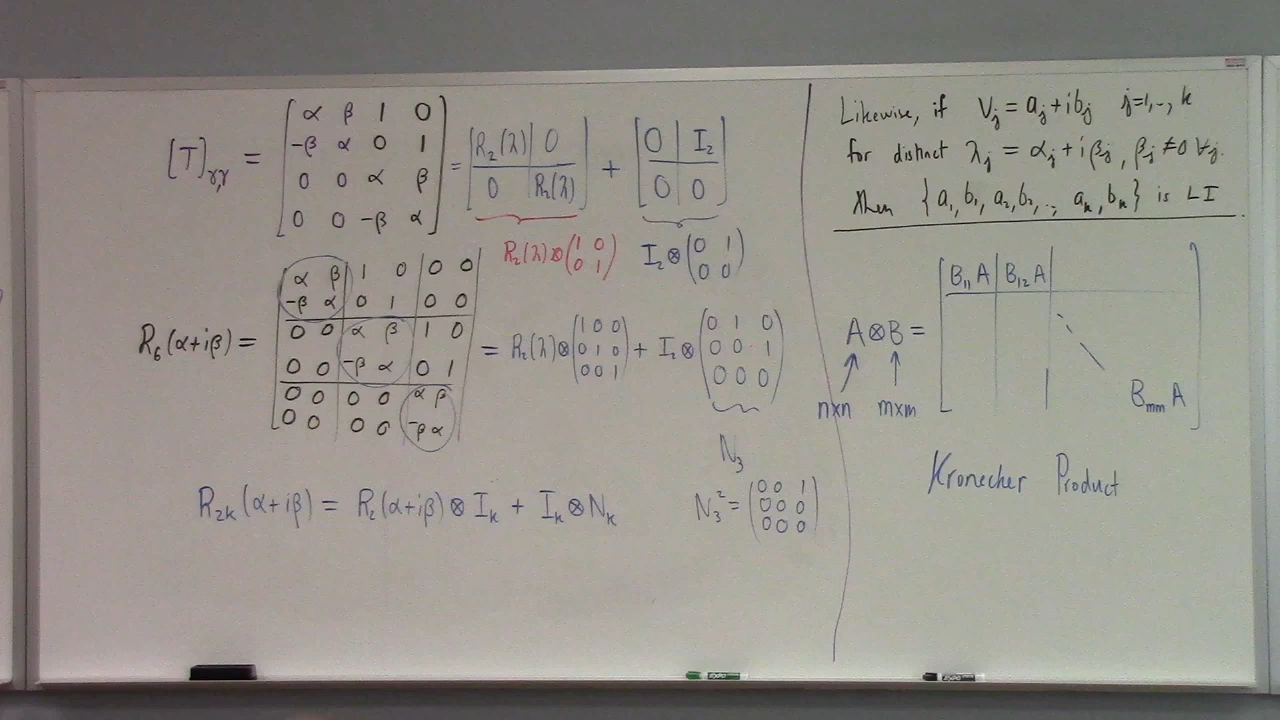 [T]γ,γ = [α β 1 0; -β α 0 1; 0 0 α β; 0 0 -β α] = [R₂(λ) | 0; 0 | R₂(λ)] + [0 | I₂; 0 | 0]
R₂(λ)⊗(1 0; 0 1) I₂⊗(0 1; 0 0)
R₆(α+iβ) = [α β 1 0 0 0; -β α 0 1 0 0; 0 0 α β 1 0; 0 0 -β α 0 1; 0 0 0 0 α β; 0 0 0 0 -β α] = R₂(λ)⊗(1 0 0; 0 1 0; 0 0 1) + I₂⊗(0 1 0; 0 0 1; 0 0 0)
N₃
R₂ₖ(α+iβ) = R₂(α+iβ)⊗Iₖ + Iₖ⊗Nₖ
N₃² = (0 0 1; 0 0 0; 0 0 0)
Likewise, if Vⱼ = aⱼ+ibⱼ j=1,..,k
for distinct λⱼ = αⱼ+iβⱼ, βⱼ≠0 ∀j.
then {a₁,b₁,a₂,b₂,.., aₖ,bₖ} is LI
A⊗B = [B₁₁A | B₁₂A | ; BₘₘA]
n×n m×m
Kronecher Product